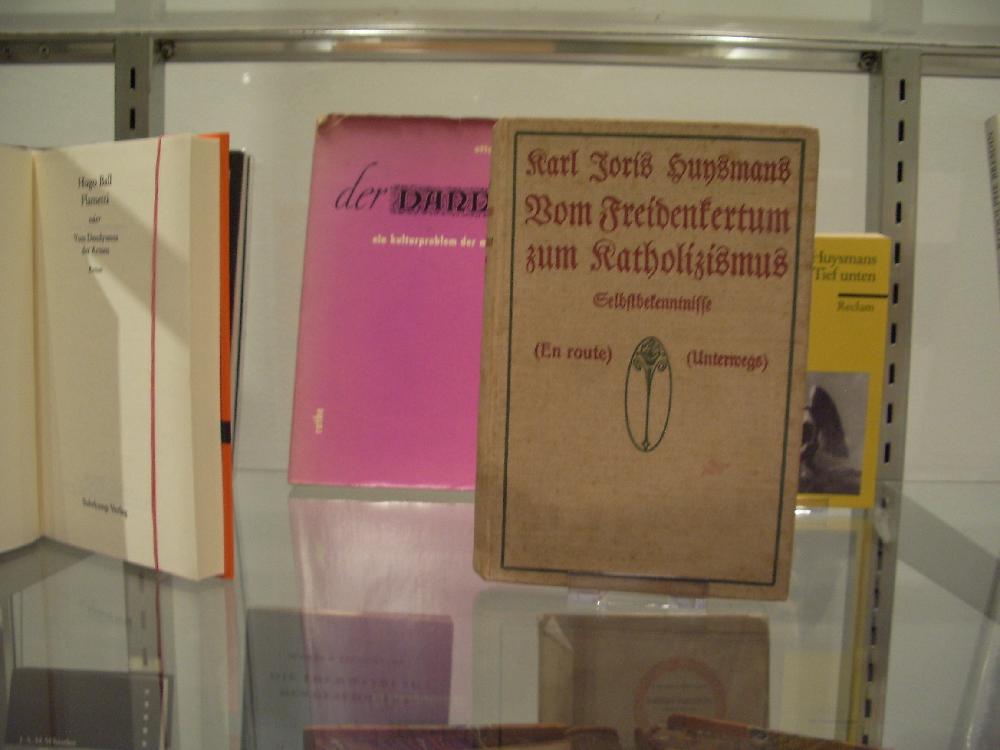 Hugo Ball
Flametti
oder
Vom Dandysmus
der Armen
Roman
Suhrkamp Verlag
der DAND
ein kulturproblem der
Karl Joris Huysmans
Vom Freidenkertum
zum Katholizismus
Selbstbekenntnisse
(En route) (Unterwegs)
Huysmans
Tief unten
Reclam